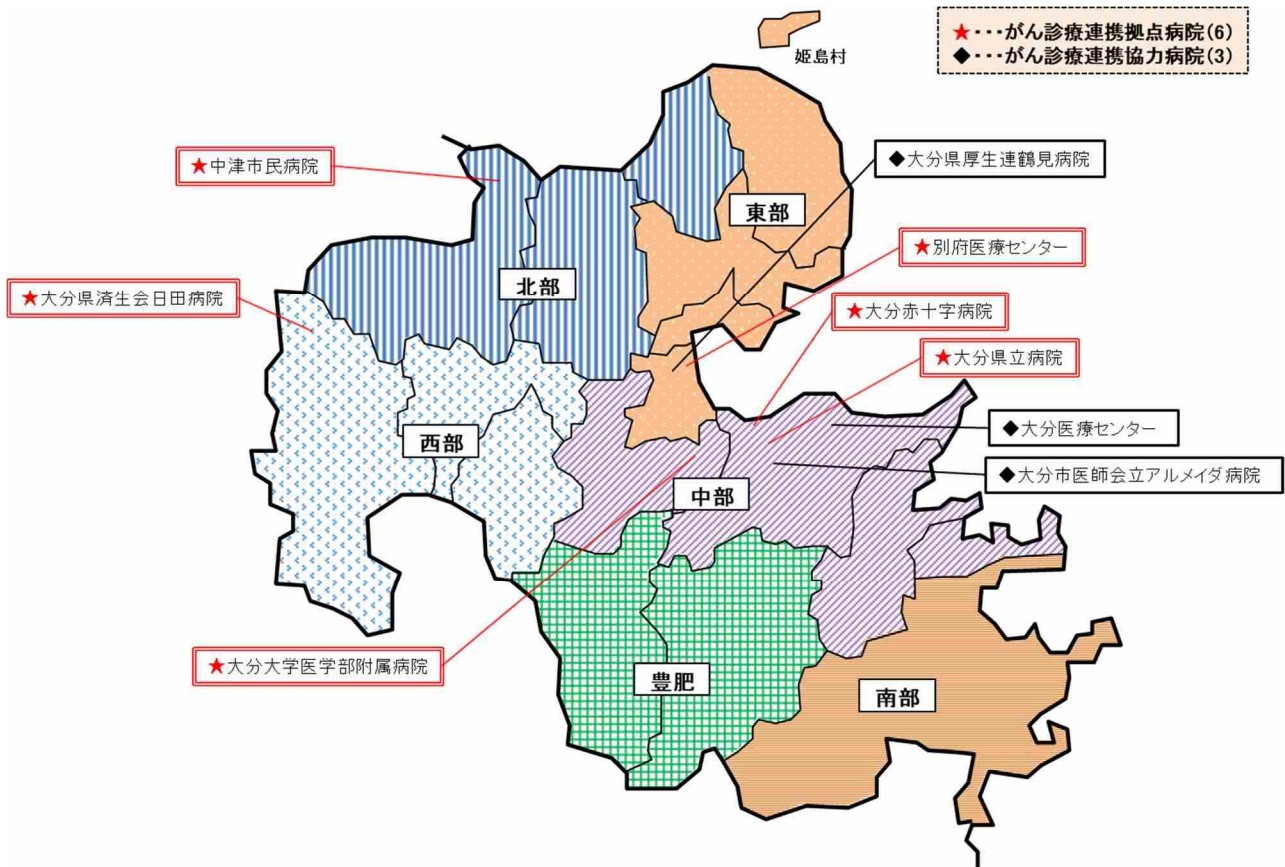 ★・・・がん診療連携拠点病院(6)
◆・・・がん診療連携協力病院(3)
姫島村
★中津市民病院
◆大分県厚生連鶴見病院
東部
★別府医療センター
北部
★大分県済生会日田病院
★大分赤十字病院
★大分県立病院
西部
◆大分医療センター
◆大分市医師会立アルメイダ病院
中部
★大分大学医学部附属病院
豊肥
南部